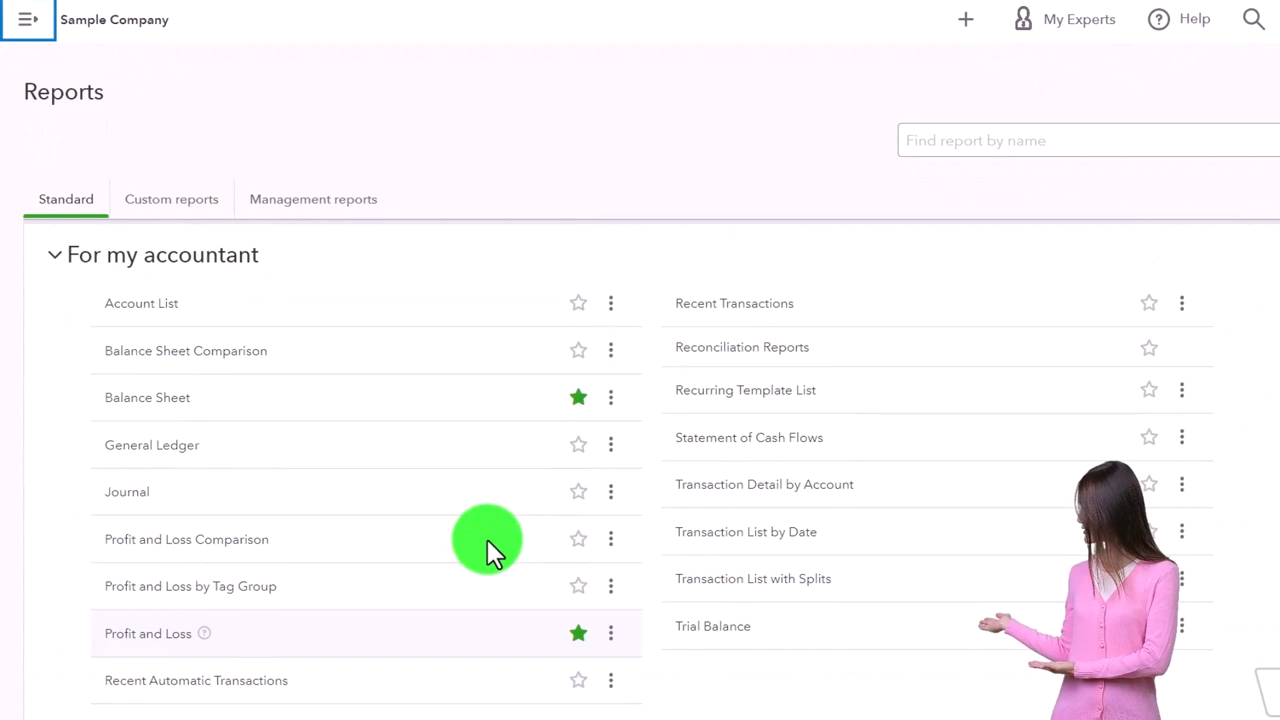 Sample Company
My Experts
Help
Reports
Find report by name
Standard
Custom reports
Management reports
For my accountant
Account List
Balance Sheet Comparison
Balance Sheet
General Ledger
Journal
Profit and Loss Comparison
Profit and Loss by Tag Group
Profit and Loss
Recent Automatic Transactions
Recent Transactions
Reconciliation Reports
Recurring Template List
Statement of Cash Flows
Transaction Detail by Account
Transaction List by Date
Transaction List with Splits
Trial Balance